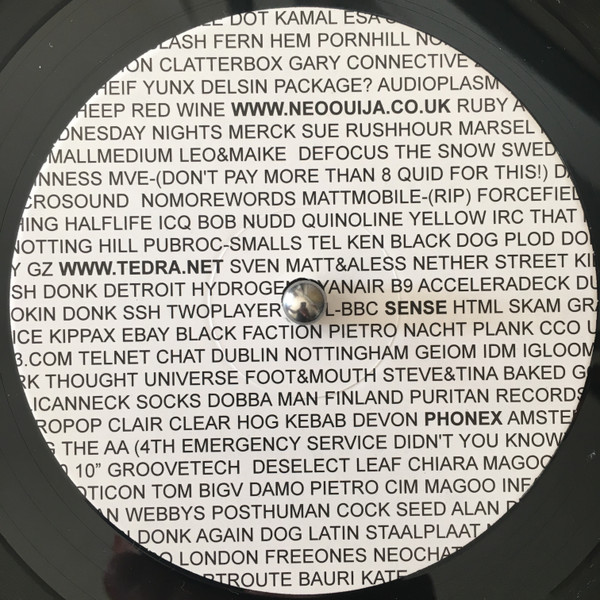 DOT KAMAL ESA
LASH FERN HEM PORNHILL NO
ON CLATTERBOX GARY CONNECTIVE
HEIF YUNX DELSIN PACKAGE? AUDIOPLASM
HEEP RED WINE WWW.NEOOUIJA.CO.UK RUBY A
DNESDAY NIGHTS MERCK SUE RUSHHOUR MARSEL
MALLMEDIUM LEO&MAIKE DEFOCUS THE SNOW SWED
NNESS MVE-(DON'T PAY MORE THAN 8 QUID FOR THIS!) D
CROSOUND NOMOREWORDS MATTMOBILE-(RIP) FORCEFIEL
HING HALFLIFE ICQ BOB NUDD QUINOLINE YELLOW IRC THAT
NOTTING HILL PUBROC-SMALLS TEL KEN BLACK DOG PLOD DO
Y GZ WWW.TEDRA.NET SVEN MATT&ALESS NETHER STREET KI
SH DONK DETROIT HYDROGE YANAIR B9 ACCELERADECK DU
OKIN DONK SSH TWOPLAYER L-BBC SENSE HTML SKAM GR
ICE KIPPAX EBAY BLACK FACTION PIETRO NACHT PLANK CCO U
3.COM TELNET CHAT DUBLIN NOTTINGHAM GEIOM IDM IGLOOM
RK THOUGHT UNIVERSE FOOT&MOUTH STEVE&TINA BAKED G
LICANNECK SOCKS DOBBA MAN FINLAND PURITAN RECORDS
ROPOP CLAIR CLEAR HOG KEBAB DEVON PHONEX AMSTE
G THE AA (4TH EMERGENCY SERVICE DIDN'T YOU KNOW
10" GROOVETECH DESELECT LEAF CHIARA MAGOO
OTICON TOM BIGV DAMO PIETRO CIM MAGOO INF
AN WEBBYS POSTHUMAN COCK SEED ALAN D
DONK AGAIN DOG LATIN STAALPLAAT
O LONDON FREEONES NEOCHAT
RTROUTE BAURI KATE